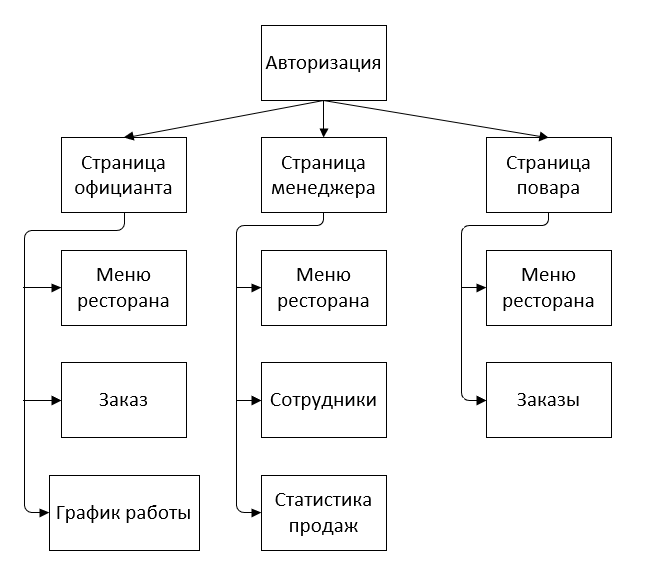 Авторизация
Страница
официанта
Страница
менеджера
Страница
повара
Меню
ресторана
Меню
ресторана
Меню
ресторана
Заказ
Сотрудники
Заказы
График работы
Статистика
продаж